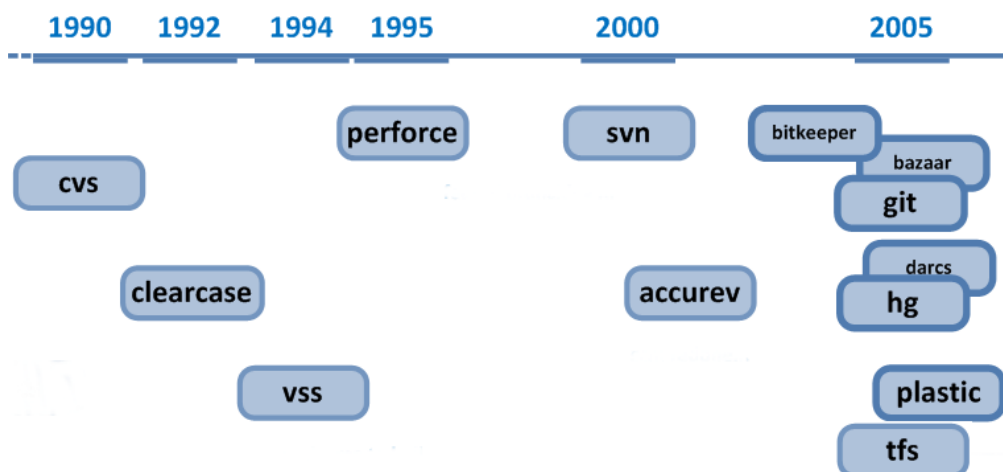 1990 1992 1994 1995 2000 2005
perforce svn bitkeeper
bazaar
cvs git
darcs
clearcase accurev hg
vss plastic
tfs